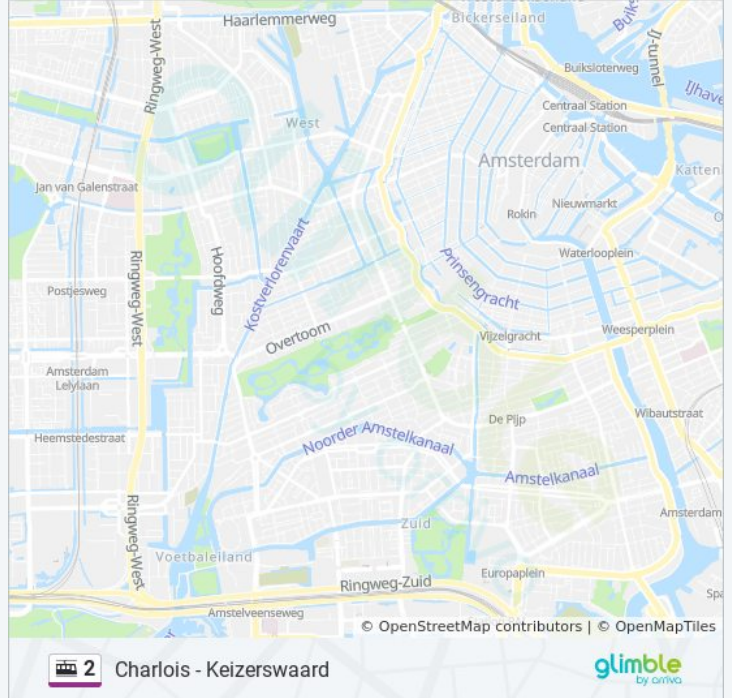 Bickerseiland
Haarlemmerweg
Ringweg-West
IJ-tunnel
Buiksloterweg
Centraal Station
Centraal Station
West
Amsterdam
Jan van Galenstraat
Nieuwmarkt
Rokin
Hoofdweg
Kostverlorenvaart
Waterlooplein
Prinsengracht
Postjesweg
Ringweg-West
Overtoom
Vijzelgracht
Weesperplein
Amsterdam
Lelylaan
De Pijp
Wibautstraat
Heemstedestraat
Noorder Amstelkanaal
Amstelkanaal
Ringweg-West
Zuid
Amsterdam
Voetbaleiland
Europaplein
Ringweg-Zuid
Amstelveenseweg
© OpenStreetMap contributors | © OpenMapTiles
2 Charlois - Keizerswaard
glimble
by arriva